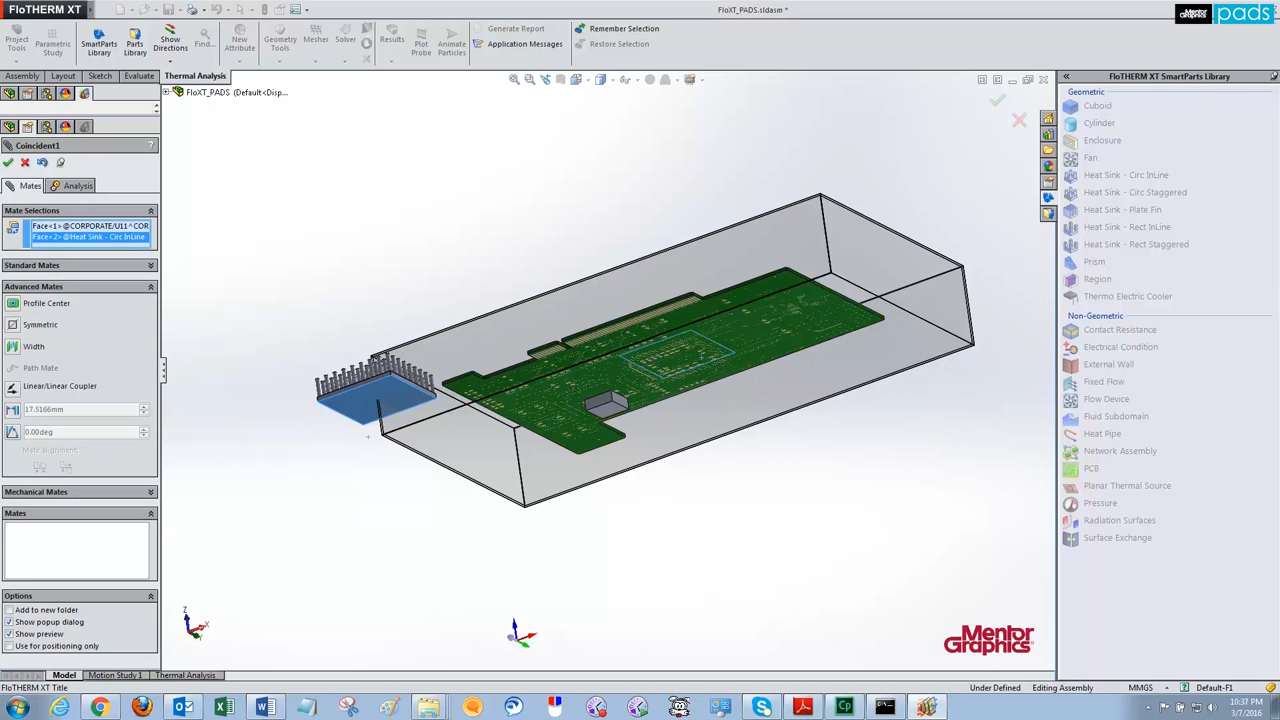 FloTHERM XT
FloXT_PADS.sldasm *
Mentor Graphics pads
Project Tools
Parametric Study
SmartParts Library
Parts Library
Show Directions
Find...
New Attribute
Geometry Tools
Mesher
Solver
Results
Plot Probe
Animate Particles
Generate Report
Application Messages
Remember Selection
Restore Selection
Assembly
Layout
Sketch
Evaluate
Thermal Analysis
FloXT_PADS (Default<Disp...
Coincident1
?
Mates
Analysis
Mate Selections
Face<1>@CORPORATE/U11^COR
Face<2>@Heat Sink - Circ InLine
Standard Mates
Advanced Mates
Profile Center
Symmetric
Width
Path Mate
Linear/Linear Coupler
17.5166mm
0.00deg
Mate alignment:
Mechanical Mates
Mates
Options
Add to new folder
Show popup dialog
Show preview
Use for positioning only
Z
X
Y
Mentor Graphics
FloTHERM XT SmartParts Library
Geometric
Cuboid
Cylinder
Enclosure
Fan
Heat Sink - Circ InLine
Heat Sink - Circ Staggered
Heat Sink - Plate Fin
Heat Sink - Rect InLine
Heat Sink - Rect Staggered
Prism
Region
Thermo Electric Cooler
Non-Geometric
Contact Resistance
Electrical Condition
External Wall
Fixed Flow
Flow Device
Fluid Subdomain
Heat Pipe
Network Assembly
PCB
Planar Thermal Source
Pressure
Radiation Surfaces
Surface Exchange
Model
Motion Study 1
Thermal Analysis
FloTHERM XT Title
Under Defined
Editing Assembly
MMGS
Default-F1
10:37 PM
3/7/2016